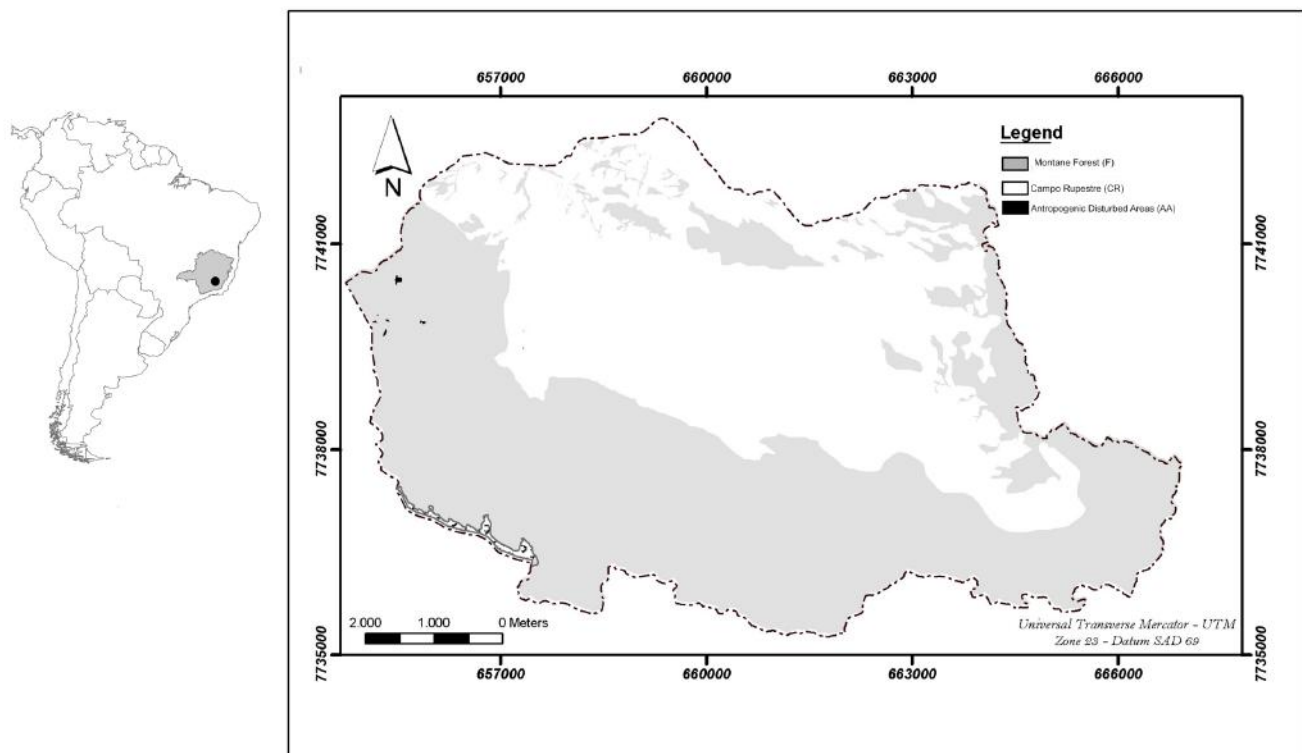 657000 660000 663000 666000
Legend
Montane Forest (F)
Campo Rupestre (CR)
Antropogenic Disturbed Areas (AA)
N
7741000 7741000
7738000 7738000
2.000 1.000 0 Meters
Universal Transverse Mercator - UTM
Zone 23 - Datum SAD 69
7735000 7735000
657000 660000 663000 666000